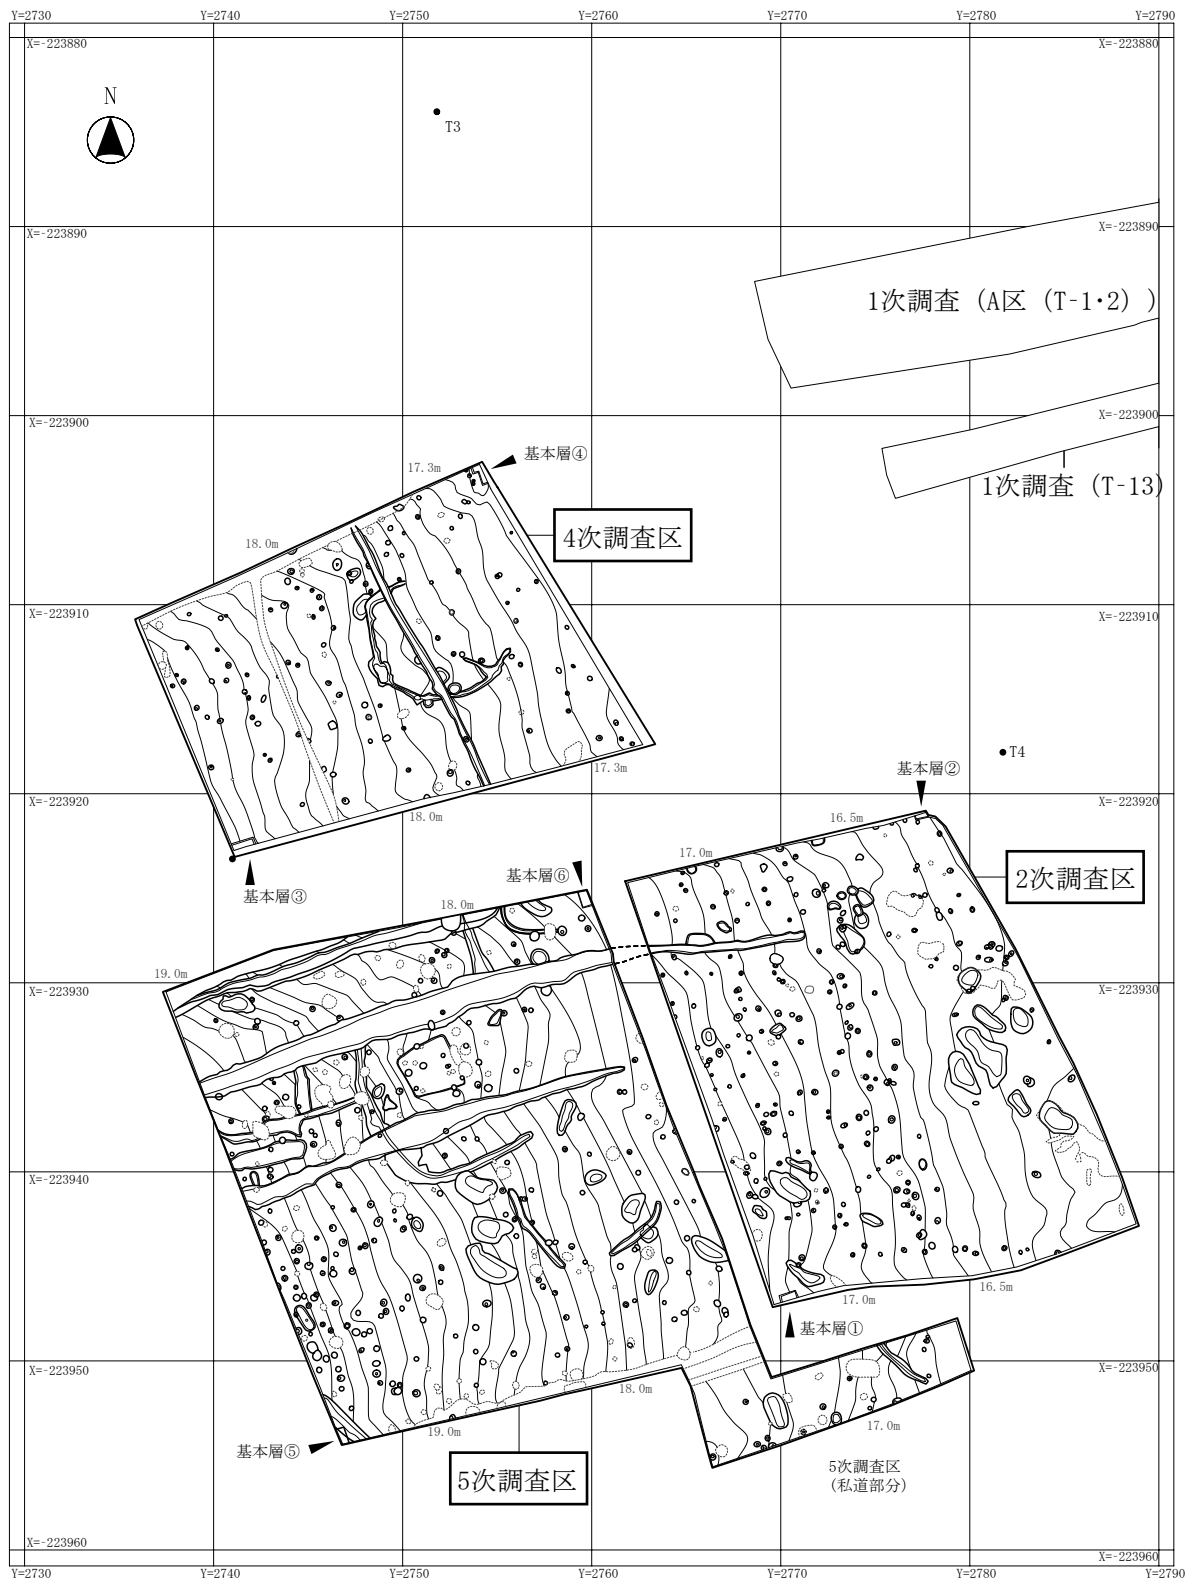 Y=2730 Y=2740 Y=2750 Y=2760 Y=2770 Y=2780 Y=2790
X=-223880 X=-223880
N
T3
X=-223890 X=-223890
1次調査（A区（T-1・2））
X=-223900 X=-223900
基本層④
17.3m
1次調査（T-13）
4次調査区
18.0m
X=-223910 X=-223910
T4
基本層②
17.3m
X=-223920 X=-223920
18.0m
16.5m
17.0m
基本層⑥
2次調査区
基本層③
18.0m
19.0m
X=-223930 X=-223930
X=-223940 X=-223940
16.5m
17.0m
基本層①
X=-223950 X=-223950
18.0m
17.0m
19.0m
基本層⑤
5次調査区
5次調査区
（私道部分）
X=-223960 X=-223960
Y=2730 Y=2740 Y=2750 Y=2760 Y=2770 Y=2780 Y=2790